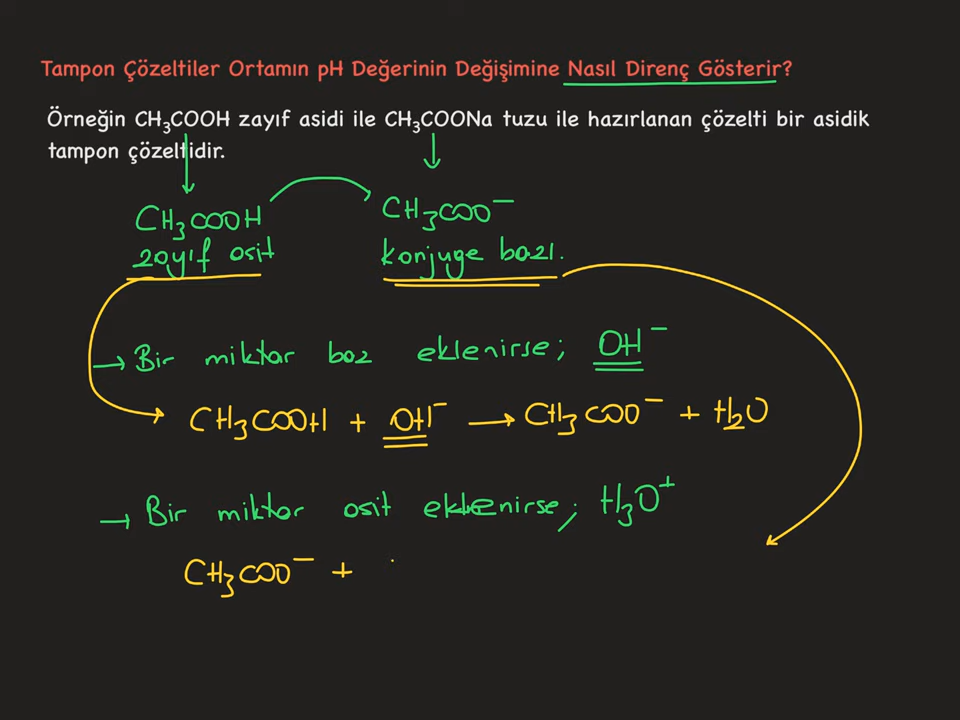 Tampon Çözeltiler Ortamın pH Değerinin Değişimine Nasıl Direnç Gösterir?
Örneğin CH₃COOH zayıf asidi ile CH₃COONa tuzu ile hazırlanan çözelti bir asidik
tampon çözeltidir.
CH₃COOH CH₃COO⁻
zayıf asit konjuge bazı.
→ Bir miktar baz eklenirse; OH⁻
CH₃COOH + OH⁻ → CH₃COO⁻ + H₂O
→ Bir miktar asit eklenirse; H₃O⁺
CH₃COO⁻ +